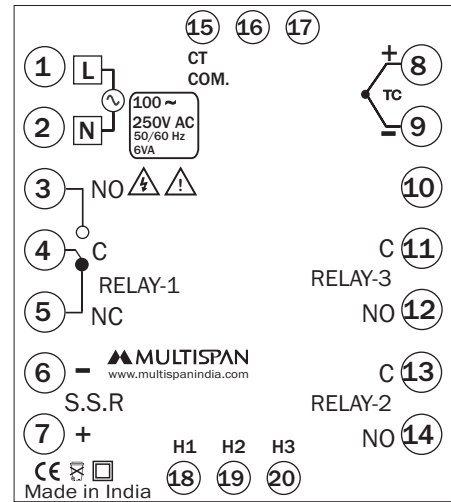 15 16 17
CT
COM.
1 L
2 N
100 ~
250V AC
50/60 Hz
6VA
+ 8
TC
- 9
3 NO
4 C
RELAY-1
5 NC
10
C 11
RELAY-3
NO 12
6 -
S.S.R
7 +
MULTISPAN
www.multispanindia.com
C 13
RELAY-2
NO 14
H1 H2 H3
18 19 20
CE
Made in India